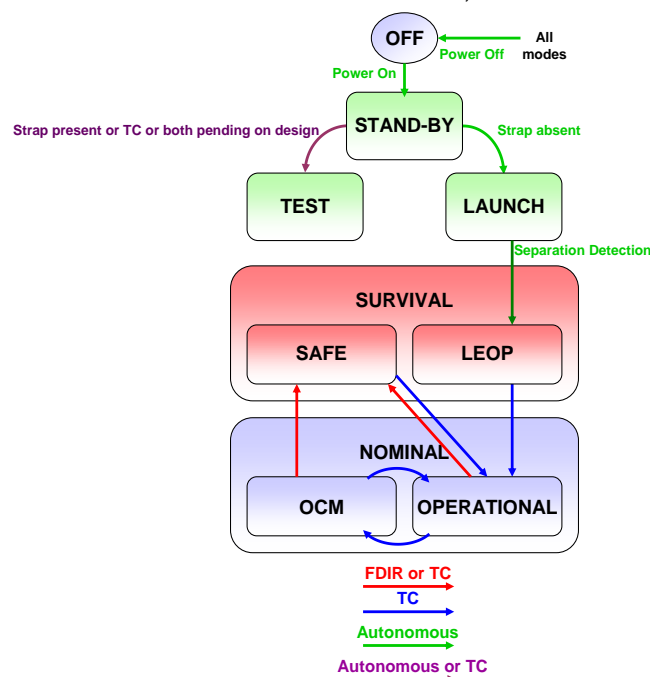 OFF
All
modes
Power Off
Power On
STAND-BY
Strap present or TC or both pending on design
Strap absent
TEST
LAUNCH
Separation Detection
SURVIVAL
SAFE
LEOP
NOMINAL
OCM
OPERATIONAL
FDIR or TC
TC
Autonomous
Autonomous or TC